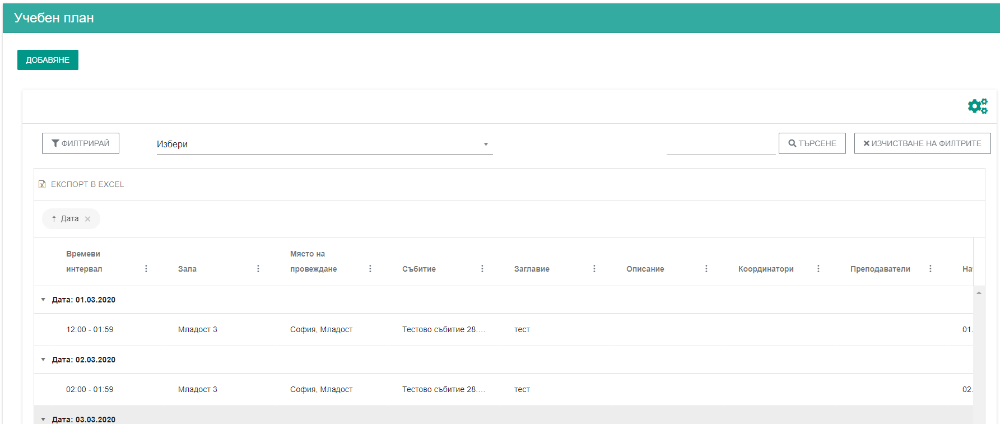 Учебен план
ДОБАВЯНЕ
ФИЛТРИРАЙ
Избери
ТЪРСЕНЕ
ИЗЧИСТВАНЕ НА ФИЛТРИТЕ
ЕКСПОРТ В EXCEL
↑ Дата ×
Времеви интервал
Зала
Място на провеждане
Събитие
Заглавие
Описание
Координатори
Преподаватели
Дата: 01.03.2020
12:00 - 01:59 Младост 3 София, Младост Тестово събитие 28.... тест 01.
Дата: 02.03.2020
02:00 - 01:59 Младост 3 София, Младост Тестово събитие 28.... тест 02.
Дата: 03.03.2020